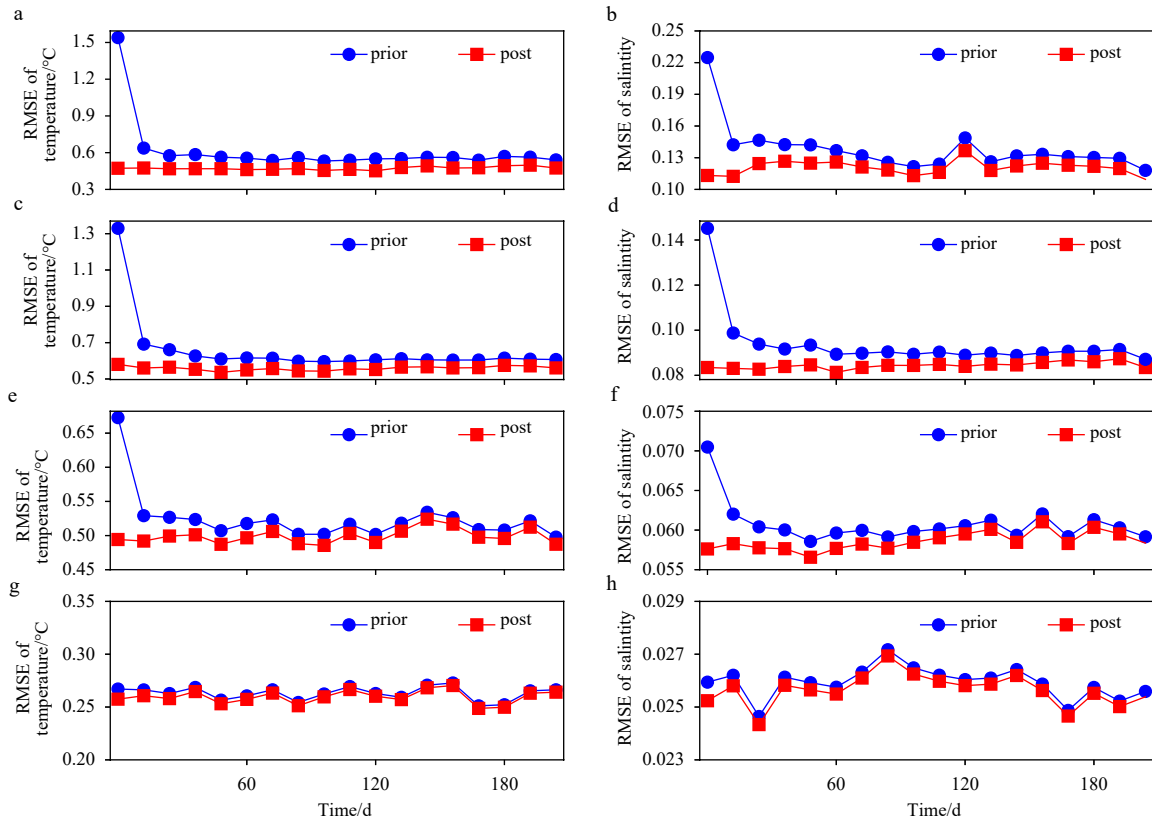 a
RMSE of
temperature/°C
1.5
1.2
0.9
0.6
0.3
prior
post
b
RMSE of salintity
0.25
0.22
0.19
0.16
0.13
0.10
prior
post
c
RMSE of
temperature/°C
1.3
1.1
0.9
0.7
0.5
prior
post
d
RMSE of salintity
0.14
0.12
0.10
0.08
prior
post
e
RMSE of
temperature/°C
0.65
0.60
0.55
0.50
0.45
prior
post
f
RMSE of salintity
0.075
0.070
0.065
0.060
0.055
prior
post
g
RMSE of
temperature/°C
0.35
0.30
0.25
0.20
prior
post
60
120
180
Time/d
h
RMSE of salintity
0.029
0.027
0.025
0.023
prior
post
60
120
180
Time/d